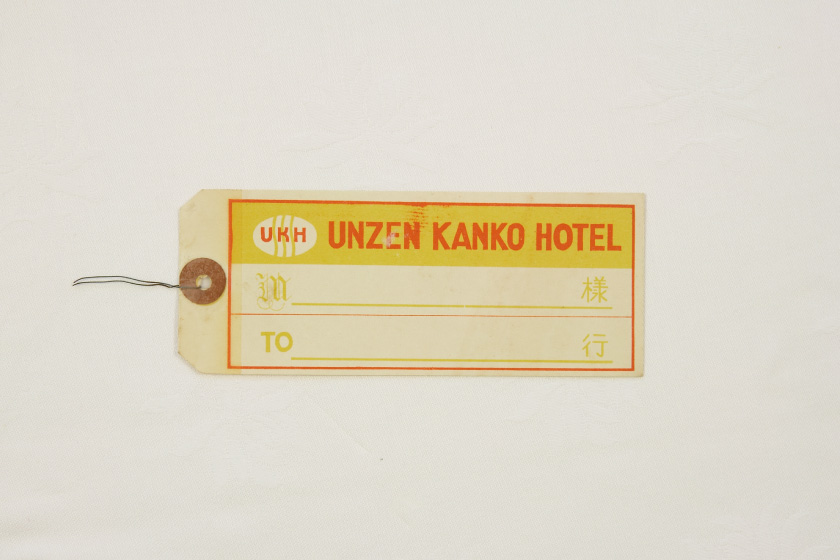 UKH UNZEN KANKO HOTEL
M 様
TO 行